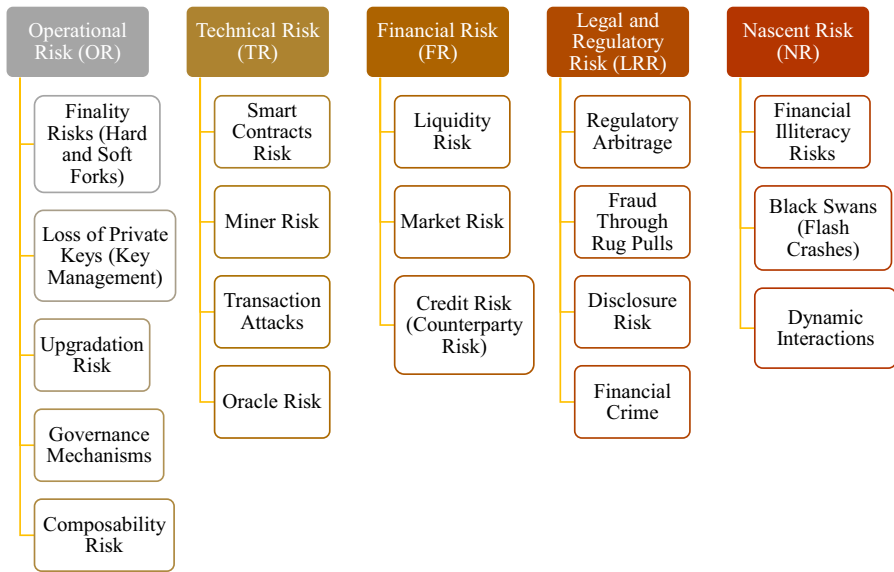 Operational
Risk (OR)
Finality
Risks (Hard
and Soft
Forks)
Loss of Private
Keys (Key
Management)
Upgradation
Risk
Governance
Mechanisms
Composability
Risk
Technical Risk
(TR)
Smart
Contracts
Risk
Miner Risk
Transaction
Attacks
Oracle Risk
Financial Risk
(FR)
Liquidity
Risk
Market Risk
Credit Risk
(Counterparty
Risk)
Legal and
Regulatory
Risk (LRR)
Regulatory
Arbitrage
Fraud
Through
Rug Pulls
Disclosure
Risk
Financial
Crime
Nascent Risk
(NR)
Financial
Illiteracy
Risks
Black Swans
(Flash
Crashes)
Dynamic
Interactions